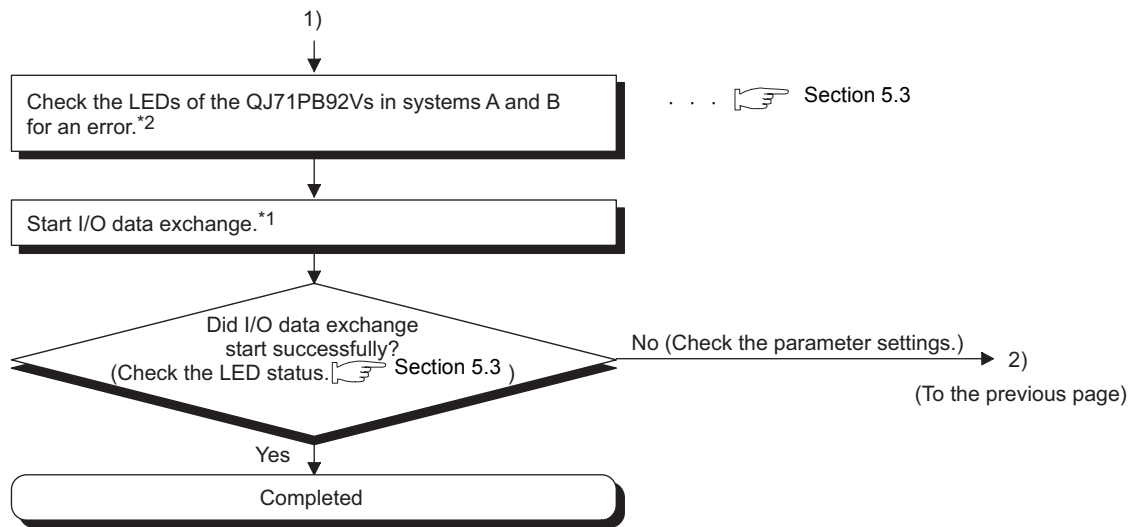 1)
Check the LEDs of the QJ71PB92Vs in systems A and B
for an error.*2
. . . Section 5.3
Start I/O data exchange.*1
Did I/O data exchange
start successfully?
(Check the LED status. Section 5.3 )
No (Check the parameter settings.)
2)
(To the previous page)
Yes
Completed